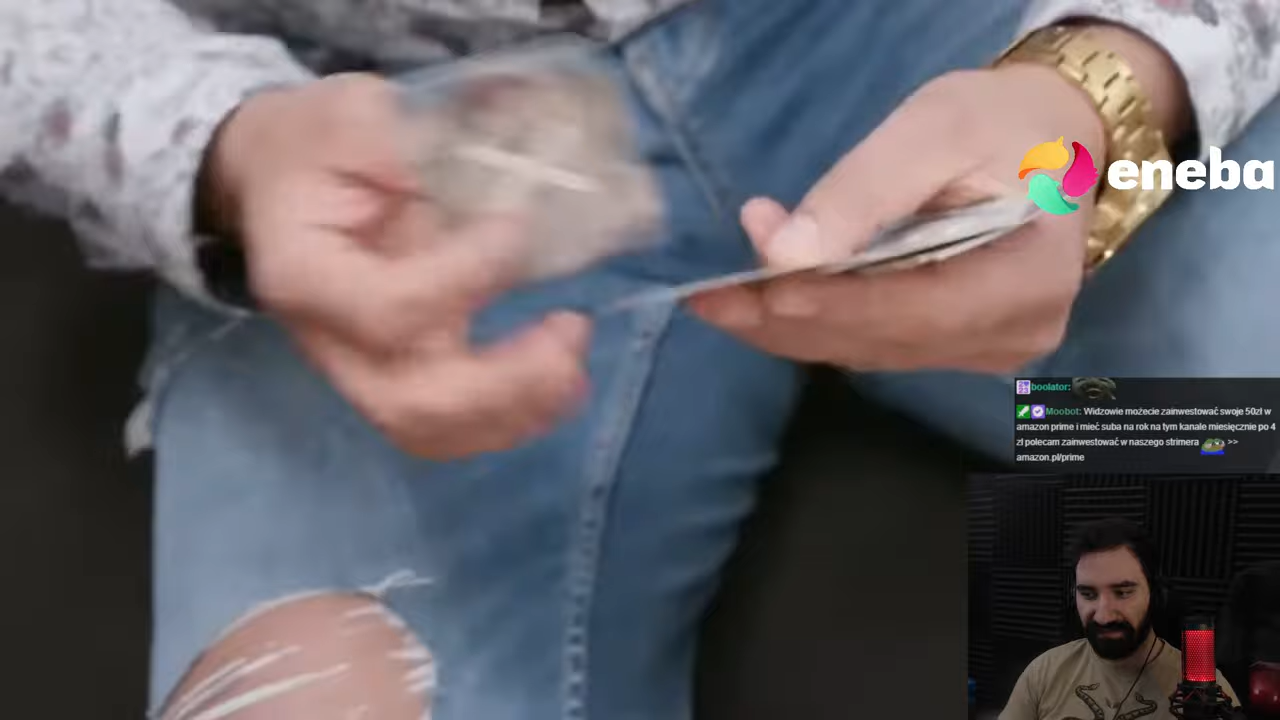 eneba
boolator:
Moobot: Widzowie możecie zainwestować swoje 50zł w
amazon prime i mieć suba na rok na tym kanale miesięcznie po 4
zł polecam zainwestować w naszego strimera >>
amazon.pl/prime